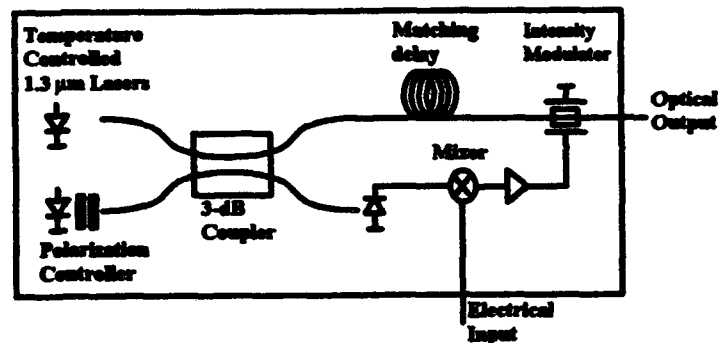 Temperature
Controlled
1.3 μm Lasers
Matching
delay
Intensity
Modulator
Optical
Output
Mixer
3-dB
Coupler
Polarization
Controller
Electrical
Input